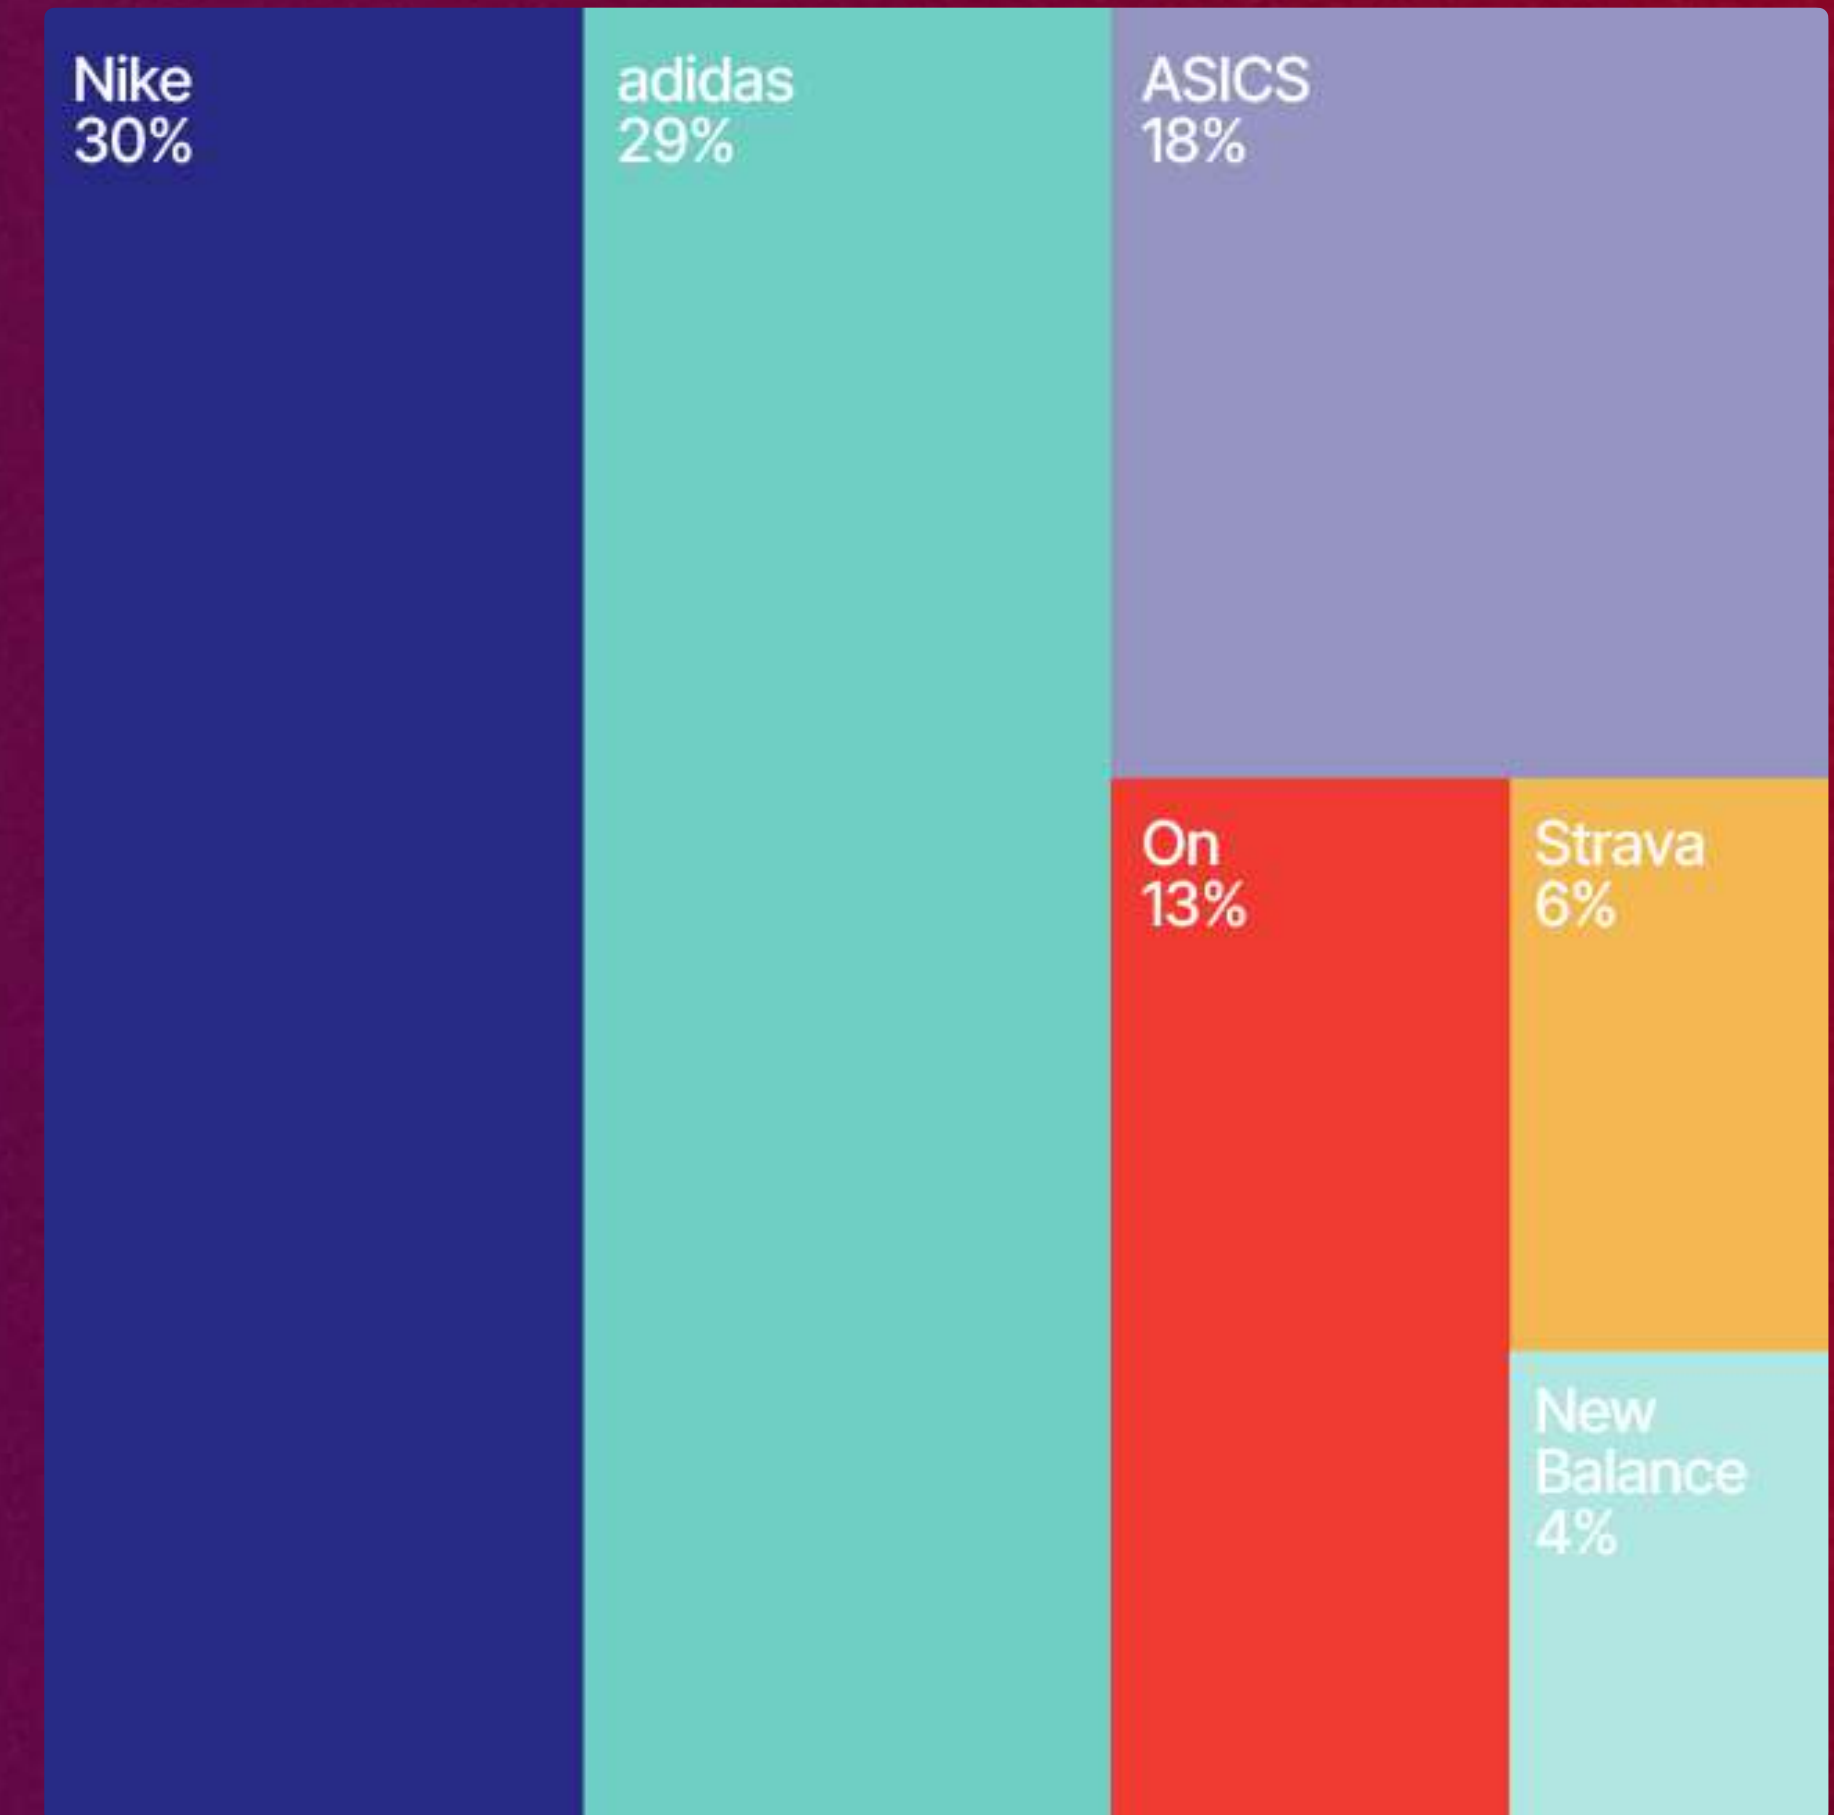 Nike
30%
adidas
29%
ASICS
18%
On
13%
Strava
6%
New
Balance
4%